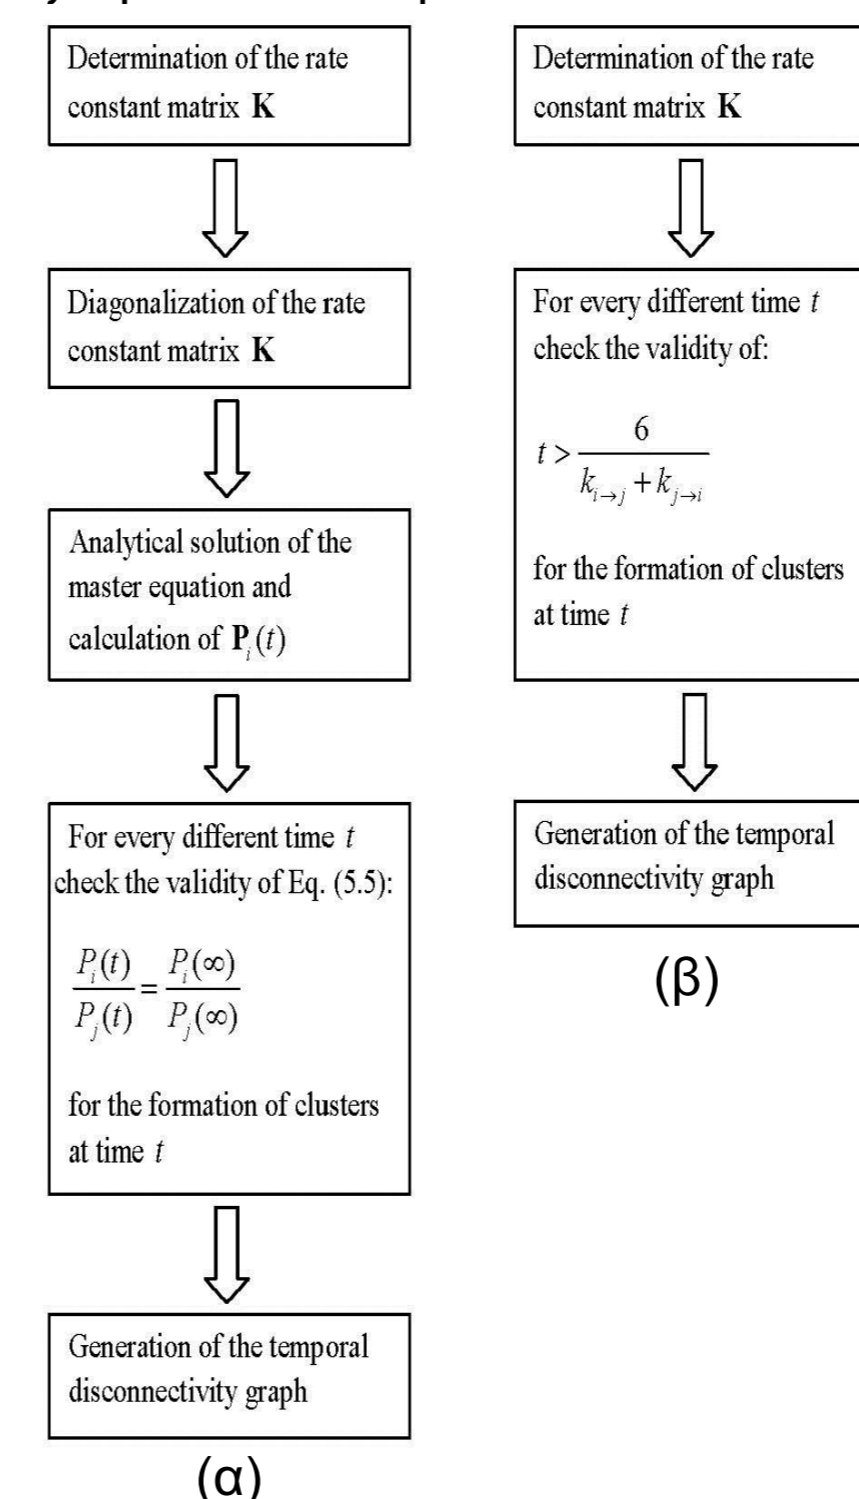 Determination of the rate
constant matrix K
Diagonalization of the rate
constant matrix K
Analytical solution of the
master equation and
calculation of P_i(t)
For every different time t
check the validity of Eq. (5.5):
P_i(t) / P_j(t) = P_i(∞) / P_j(∞)
for the formation of clusters
at time t
Generation of the temporal
disconnectivity graph
(α)
Determination of the rate
constant matrix K
For every different time t
check the validity of:
t > 6 / (k_{i→j} + k_{j→i})
for the formation of clusters
at time t
Generation of the temporal
disconnectivity graph
(β)